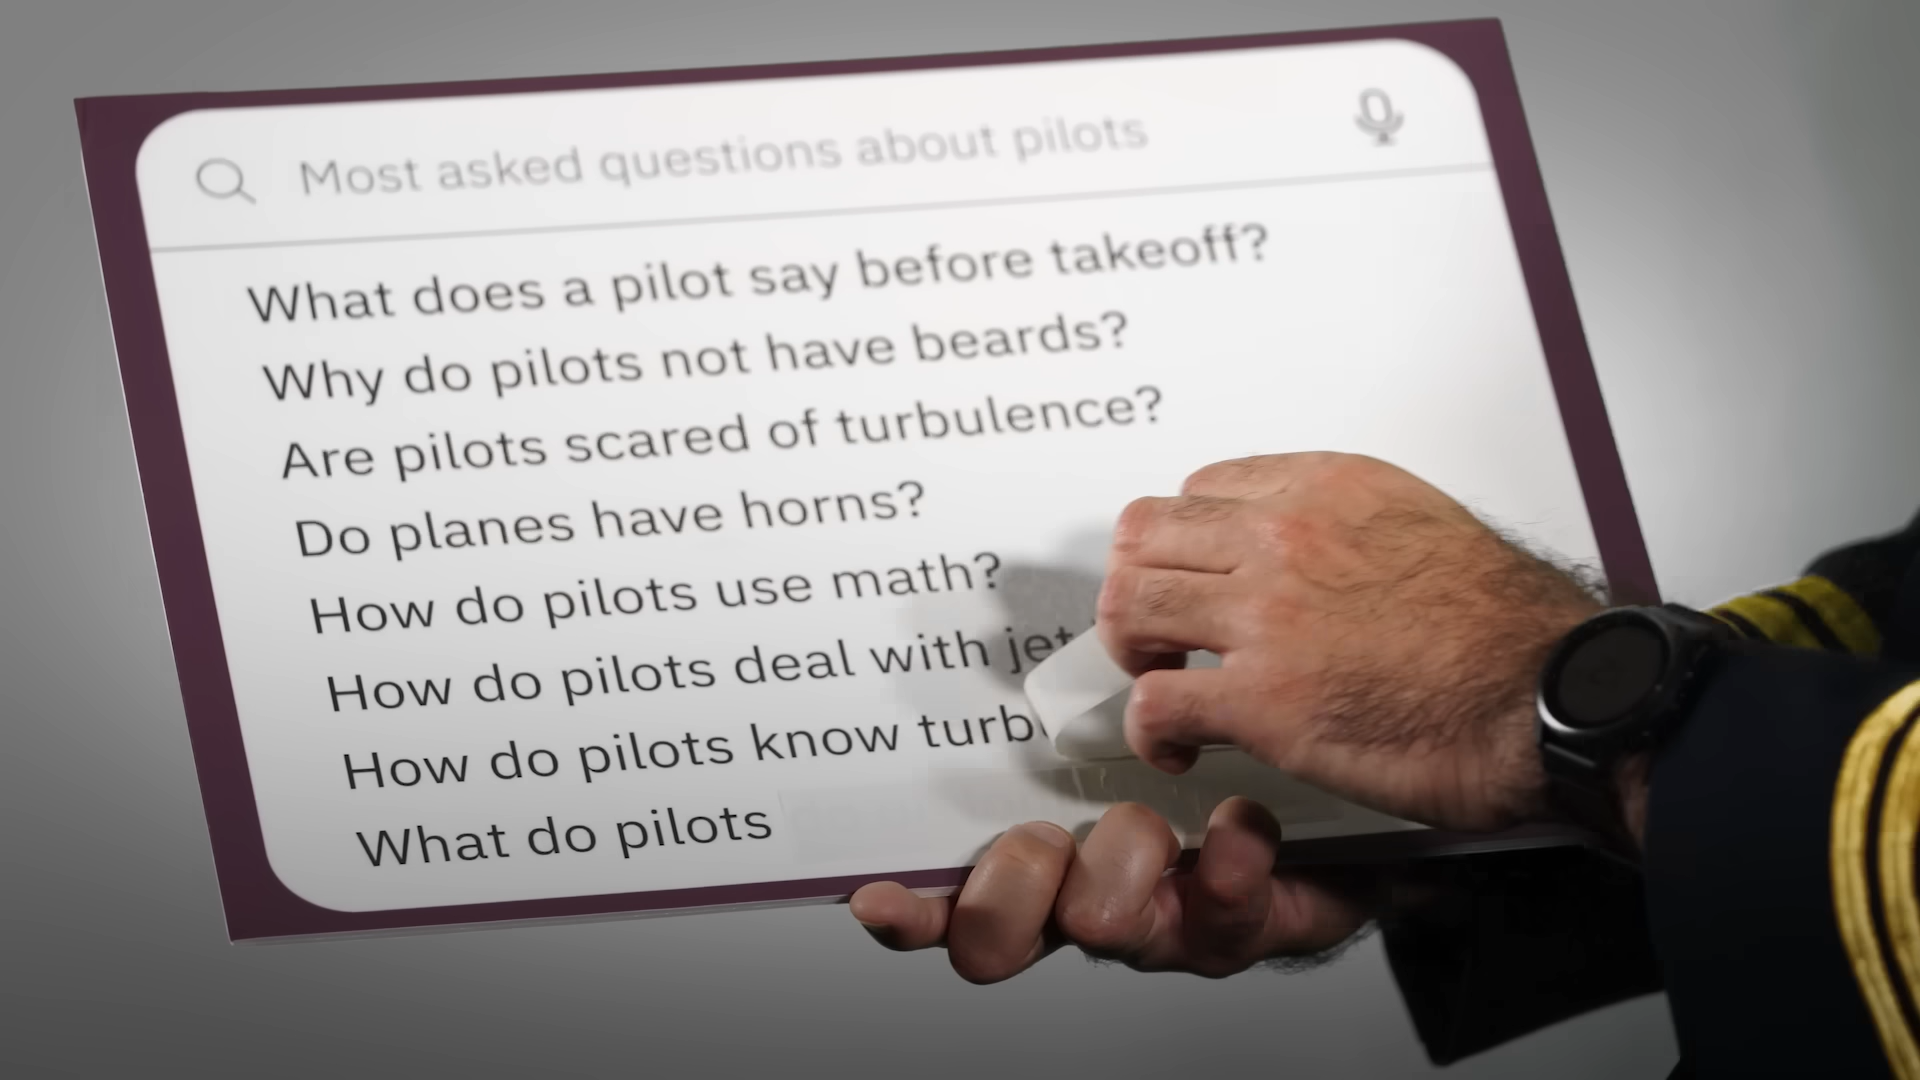 Most asked questions about pilots
What does a pilot say before takeoff?
Why do pilots not have beards?
Are pilots scared of turbulence?
Do planes have horns?
How do pilots use math?
How do pilots deal with jet
How do pilots know
What do pilots